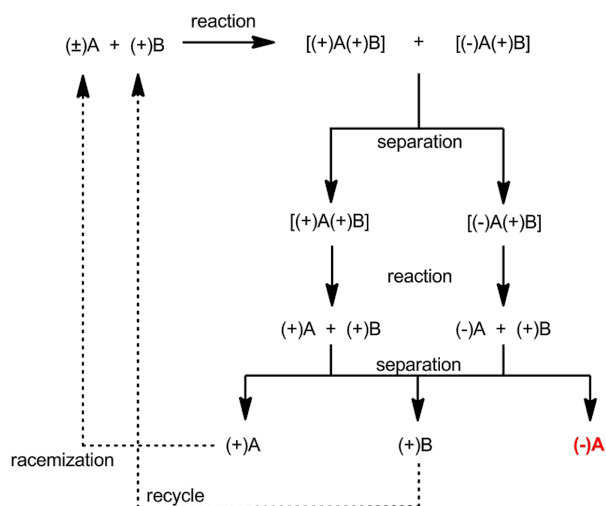 reaction
(±)A + (+)B [(+)A(+)B] + [(-)A(+)B]
separation
[(+)A(+)B] [(-)A(+)B]
reaction
(+)A + (+)B (-)A + (+)B
separation
(+)A (+)B (-)A
racemization
recycle